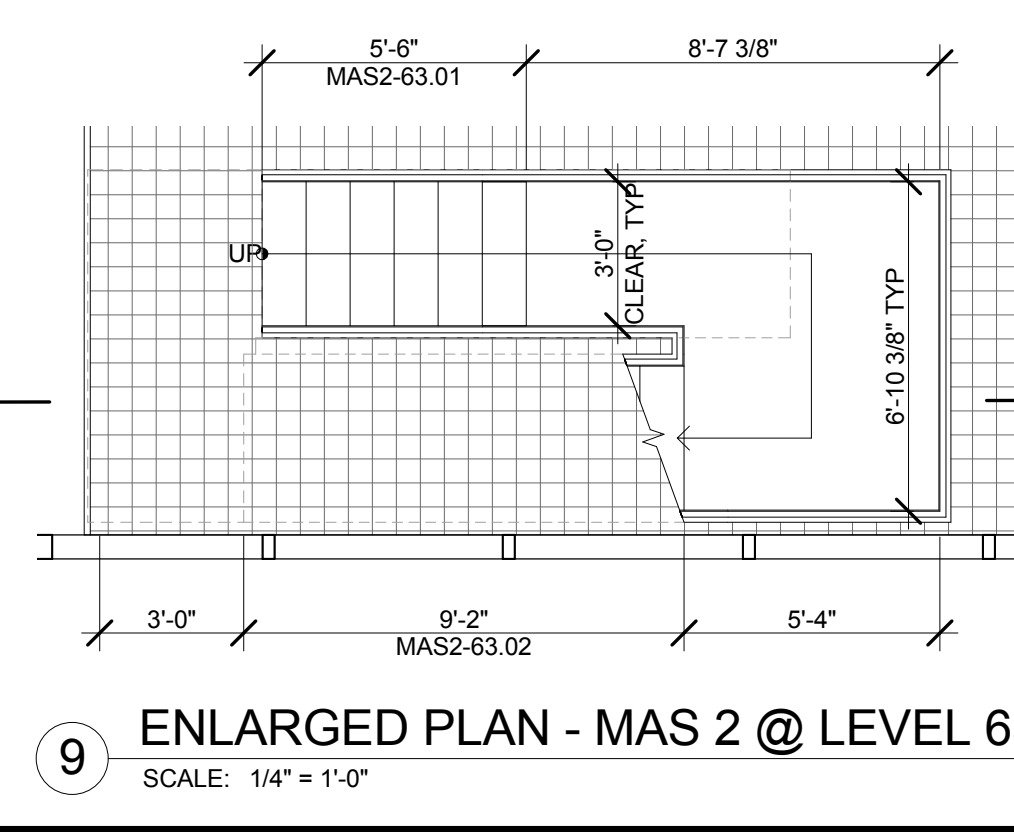 5'-6"
MAS2-63.01
8'-7 3/8"
UP
3'-0"
CLEAR, TYP
6'-10 3/8" TYP
3'-0"
9'-2"
MAS2-63.02
5'-4"
9
ENLARGED PLAN - MAS 2 @ LEVEL 6
SCALE: 1/4" = 1'-0"